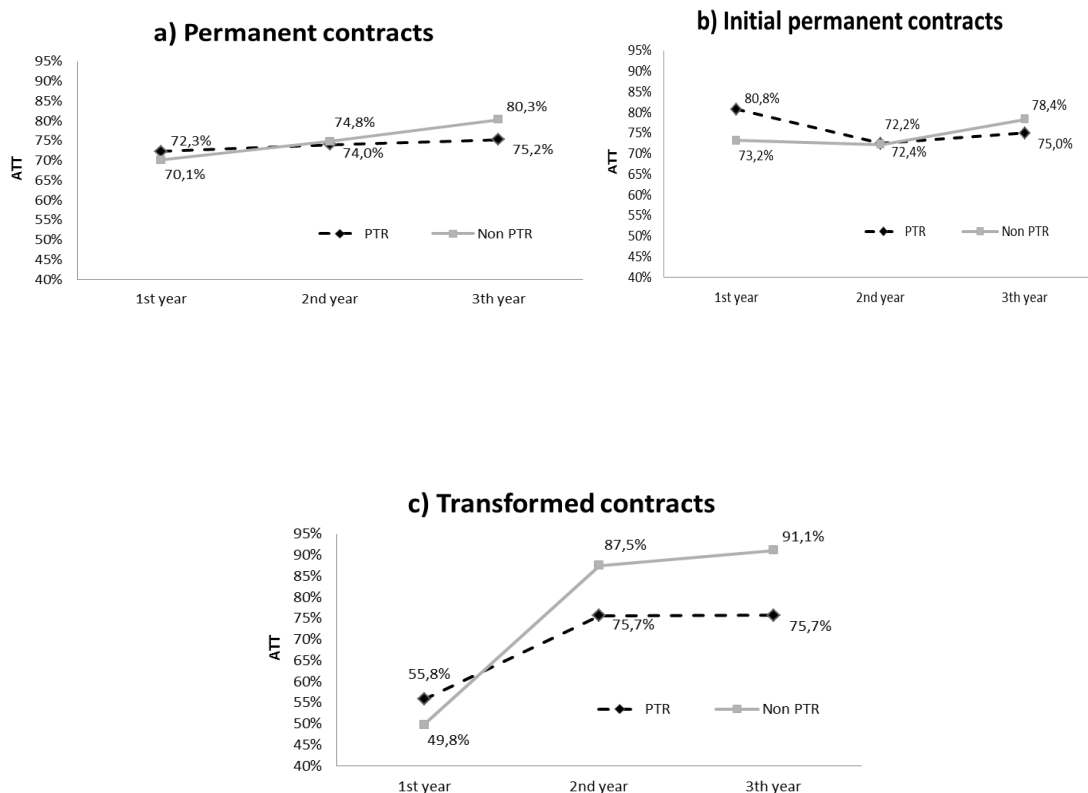 a) Permanent contracts
95%
90%
85%
80%
75%
70%
65%
60%
55%
50%
45%
40%
ATT
72,3%
70,1%
74,8%
74,0%
80,3%
75,2%
PTR
Non PTR
1st year
2nd year
3th year
b) Initial permanent contracts
95%
90%
85%
80%
75%
70%
65%
60%
55%
50%
45%
40%
ATT
80,8%
73,2%
72,2%
72,4%
78,4%
75,0%
PTR
Non PTR
1st year
2nd year
3th year
c) Transformed contracts
95%
90%
85%
80%
75%
70%
65%
60%
55%
50%
45%
40%
ATT
55,8%
49,8%
87,5%
75,7%
91,1%
75,7%
PTR
Non PTR
1st year
2nd year
3th year